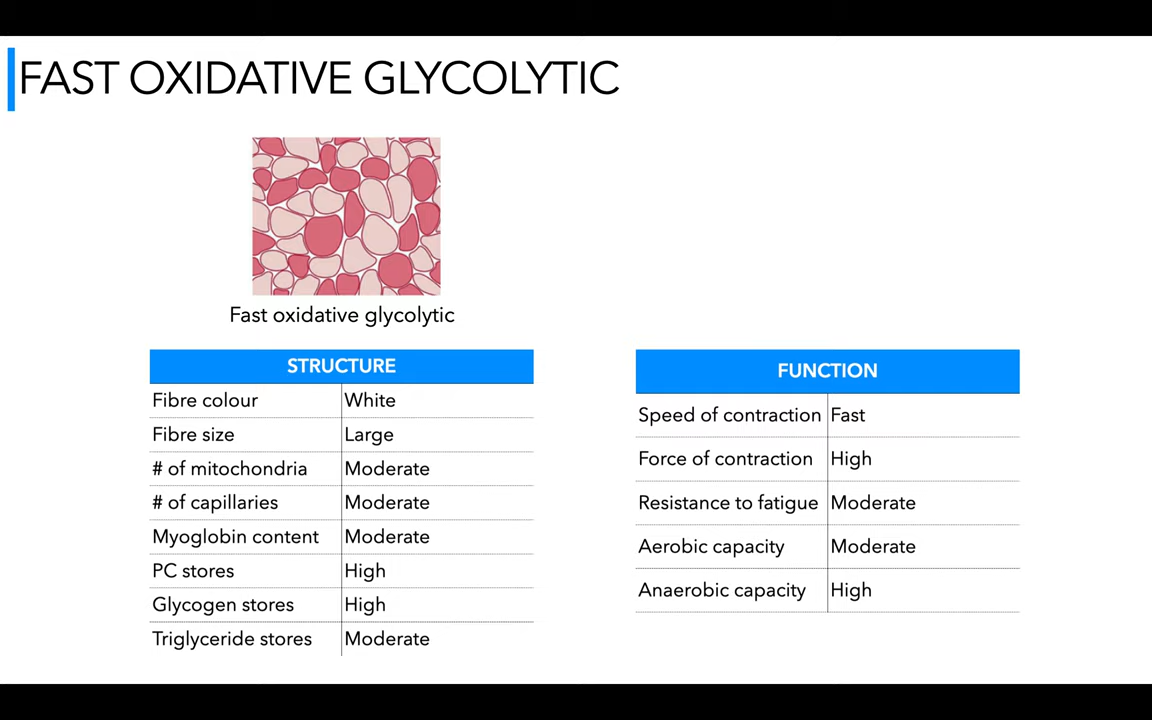 FAST OXIDATIVE GLYCOLYTIC
Fast oxidative glycolytic
STRUCTURE
Fibre colour White
Fibre size Large
# of mitochondria Moderate
# of capillaries Moderate
Myoglobin content Moderate
PC stores High
Glycogen stores High
Triglyceride stores Moderate
FUNCTION
Speed of contraction Fast
Force of contraction High
Resistance to fatigue Moderate
Aerobic capacity Moderate
Anaerobic capacity High